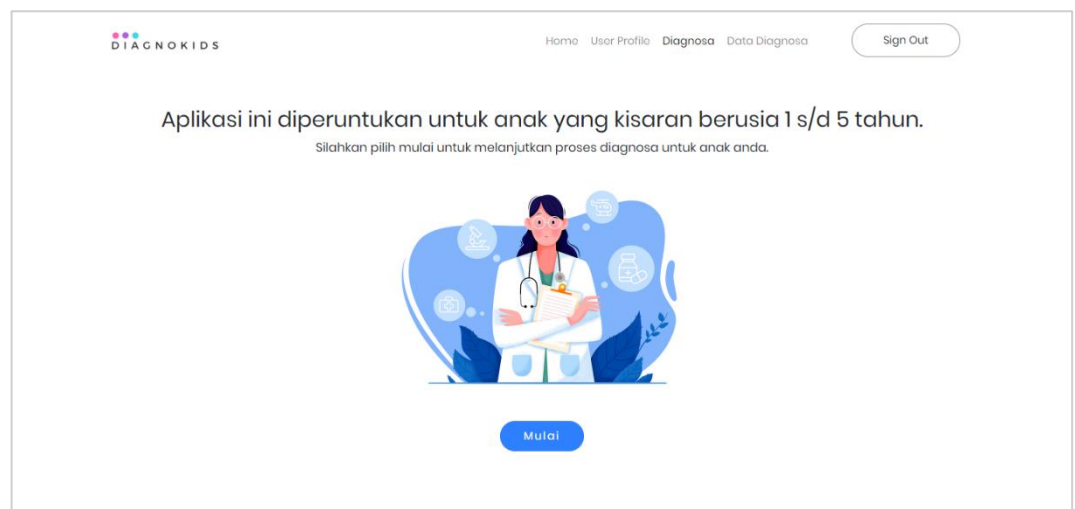 DIAGNOKIDS
Home User Profile Diagnosa Data Diagnosa Sign Out
Aplikasi ini diperuntukan untuk anak yang kisaran berusia 1 s/d 5 tahun.
Silahkan pilih mulai untuk melanjutkan proses diagnosa untuk anak anda.
Mulai